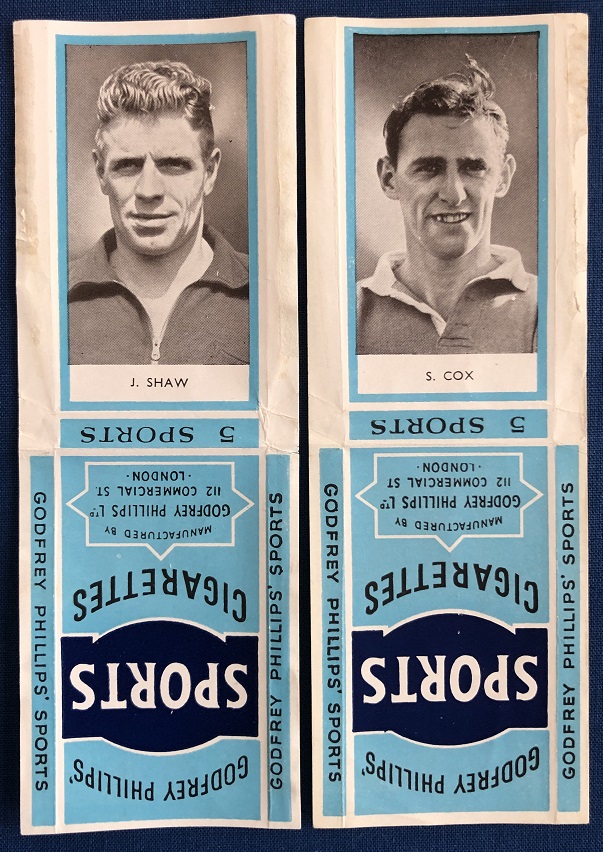 J. SHAW
5 SPORTS
MANUFACTURED BY
GODFREY PHILLIPS LTD
112 COMMERCIAL ST.
· LONDON ·
CIGARETTES
SPORTS
GODFREY PHILLIPS'
GODFREY PHILLIPS' SPORTS
GODFREY PHILLIPS' SPORTS
S. COX
5 SPORTS
MANUFACTURED BY
GODFREY PHILLIPS LTD
112 COMMERCIAL ST.
· LONDON ·
CIGARETTES
SPORTS
GODFREY PHILLIPS'
GODFREY PHILLIPS' SPORTS
GODFREY PHILLIPS' SPORTS